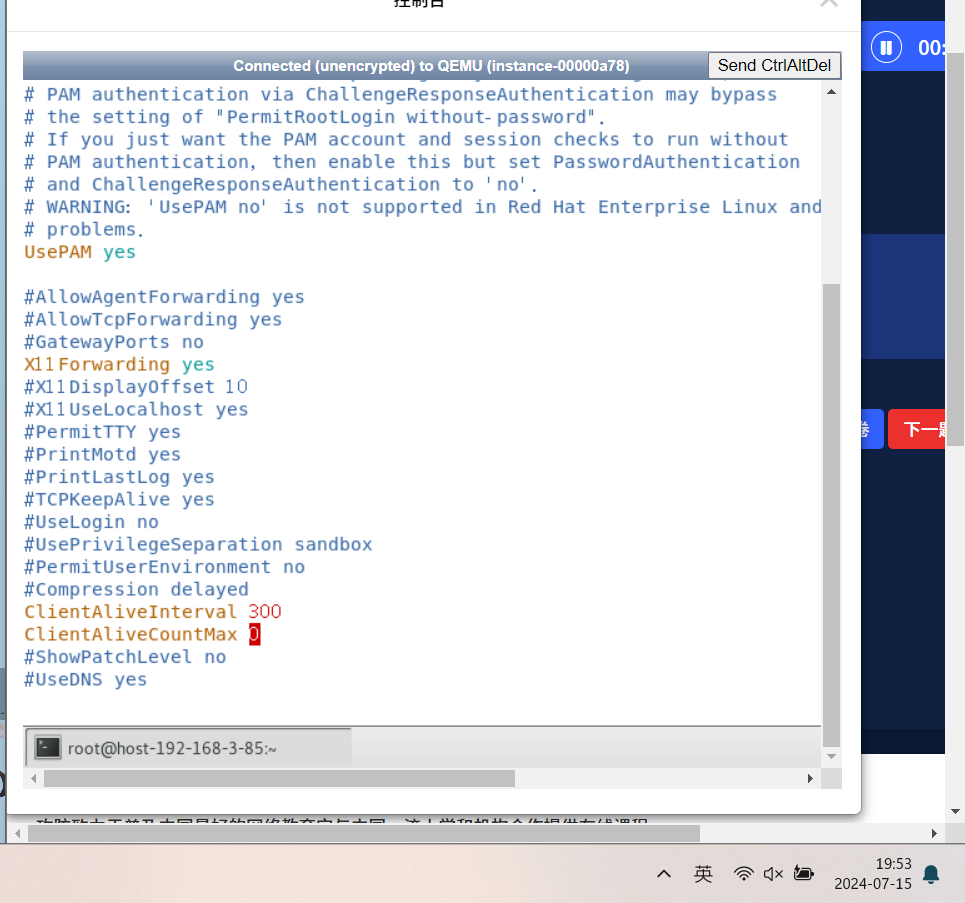 控制台
00:
Connected (unencrypted) to QEMU (instance-00000a78)
Send CtrlAltDel
# PAM authentication via ChallengeResponseAuthentication may bypass
# the setting of "PermitRootLogin without-password".
# If you just want the PAM account and session checks to run without
# PAM authentication, then enable this but set PasswordAuthentication
# and ChallengeResponseAuthentication to 'no'.
# WARNING: 'UsePAM no' is not supported in Red Hat Enterprise Linux and
# problems.
UsePAM yes
#AllowAgentForwarding yes
#AllowTcpForwarding yes
#GatewayPorts no
X11Forwarding yes
#X11DisplayOffset 10
#X11UseLocalhost yes
#PermitTTY yes
#PrintMotd yes
#PrintLastLog yes
#TCPKeepAlive yes
#UseLogin no
#UsePrivilegeSeparation sandbox
#PermitUserEnvironment no
#Compression delayed
ClientAliveInterval 300
ClientAliveCountMax 0
#ShowPatchLevel no
#UseDNS yes
卷
下一题
root@host-192-168-3-85:~
英
19:53
2024-07-15